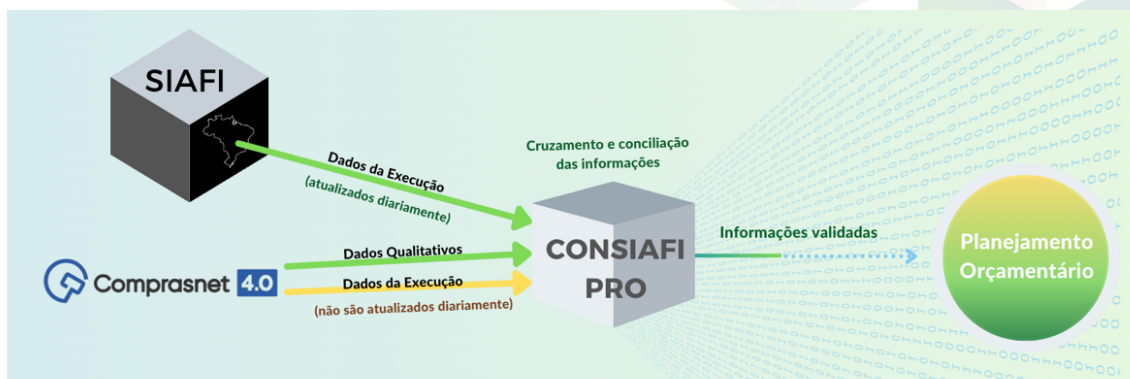 SIAFI
Dados da Execução
(atualizados diariamente)
Cruzamento e conciliação
das informações
Comprasnet 4.0
Dados Qualitativos
Dados da Execução
(não são atualizados diariamente)
CONSIAFI
PRO
Informações validadas
Planejamento
Orçamentário